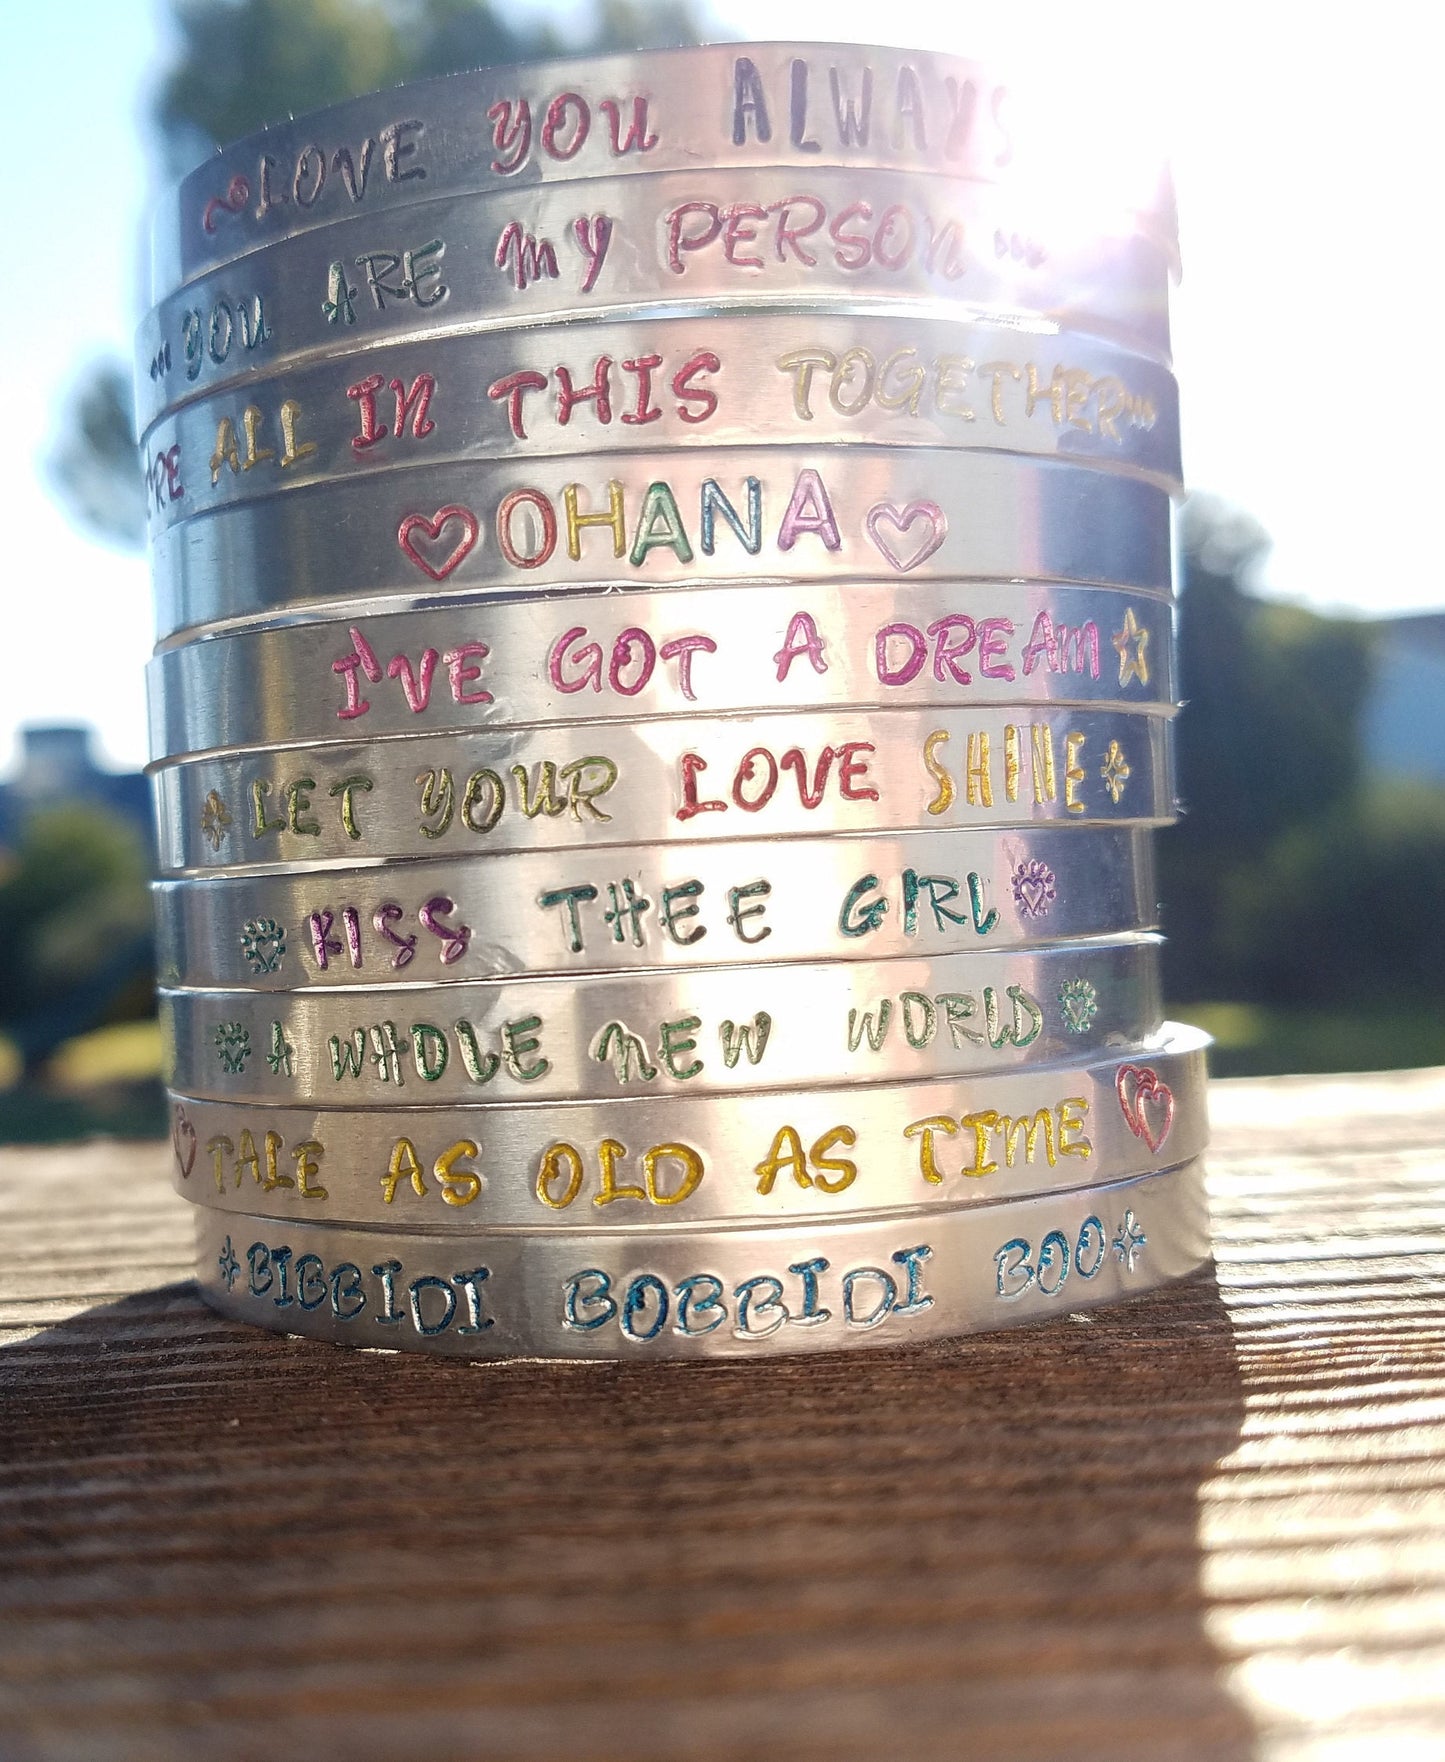 ~LOVE YOU ALWAYS
...YOU ARE MY PERSON...
'RE ALL IN THIS TOGETHER...
OHANA
I'VE GOT A DREAM
LET YOUR LOVE SHINE
KISS THEE GIRL
A WHOLE NEW WORLD
TALE AS OLD AS TIME
BIBBIDI BOBBIDI BOO